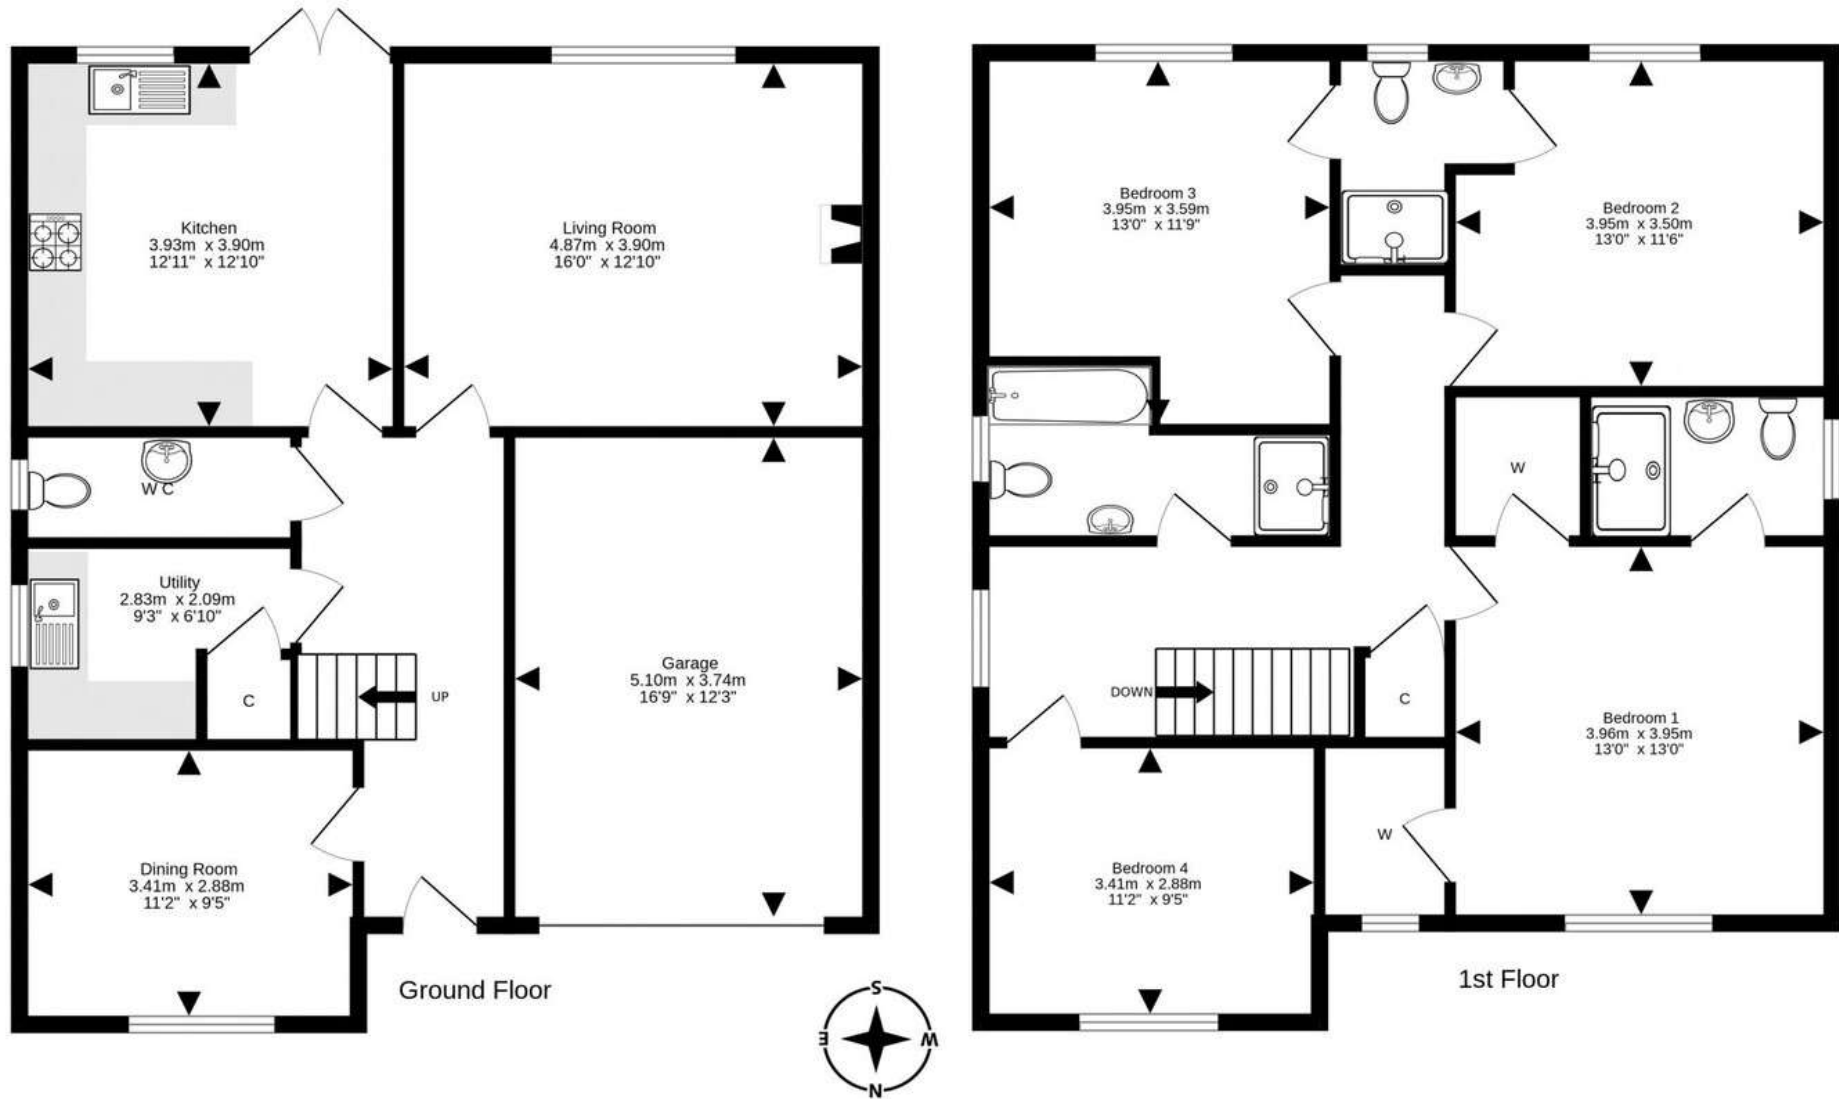 Kitchen
3.93m x 3.90m
12'11" x 12'10"
Living Room
4.87m x 3.90m
16'0" x 12'10"
W C
Utility
2.83m x 2.09m
9'3" x 6'10"
C
UP
Garage
5.10m x 3.74m
16'9" x 12'3"
Dining Room
3.41m x 2.88m
11'2" x 9'5"
Ground Floor
S
E
W
N
Bedroom 3
3.95m x 3.59m
13'0" x 11'9"
Bedroom 2
3.95m x 3.50m
13'0" x 11'6"
W
DOWN
C
Bedroom 1
3.96m x 3.95m
13'0" x 13'0"
W
Bedroom 4
3.41m x 2.88m
11'2" x 9'5"
1st Floor